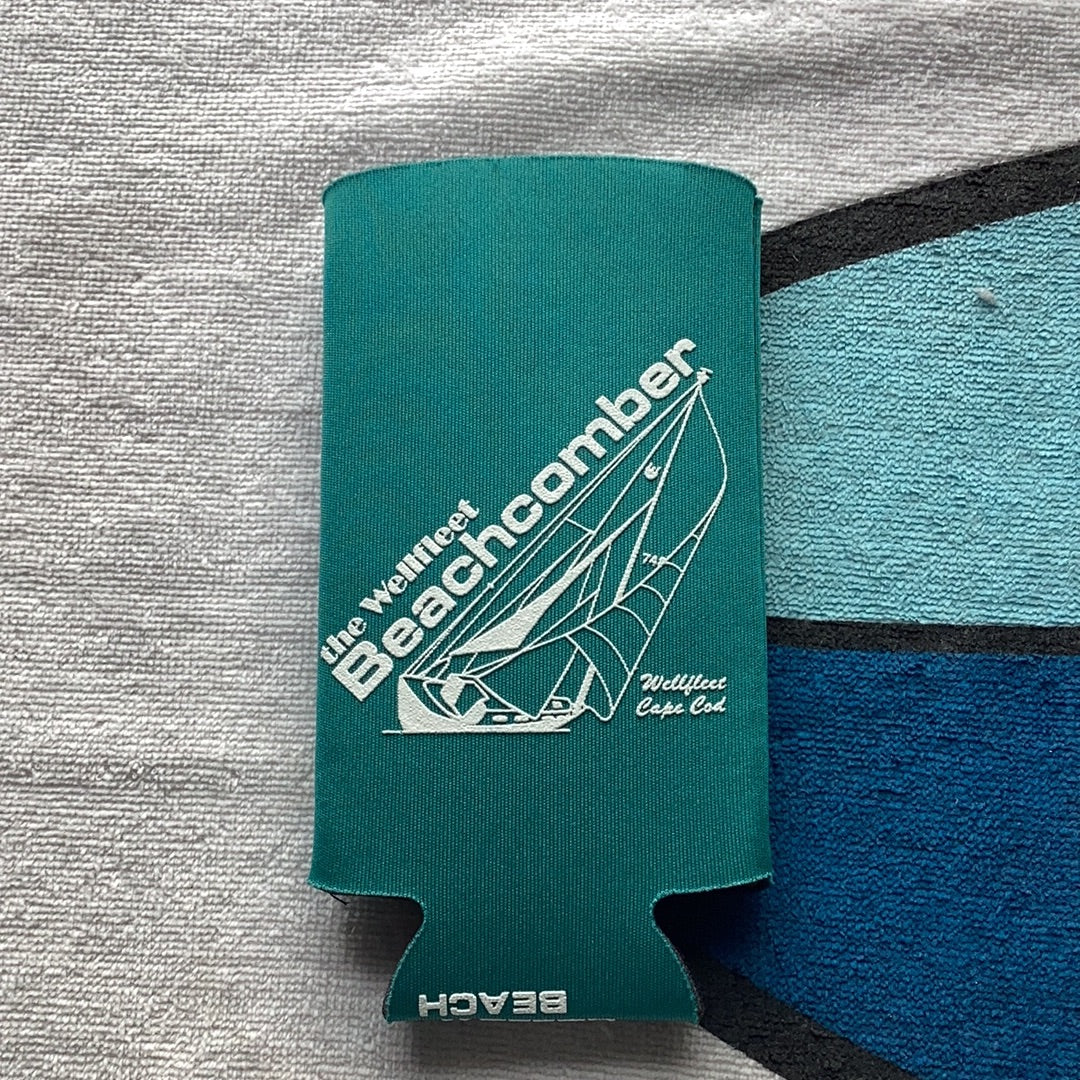 the Wellfleet
Beachcomber
Wellfleet
Cape Cod
BEACH